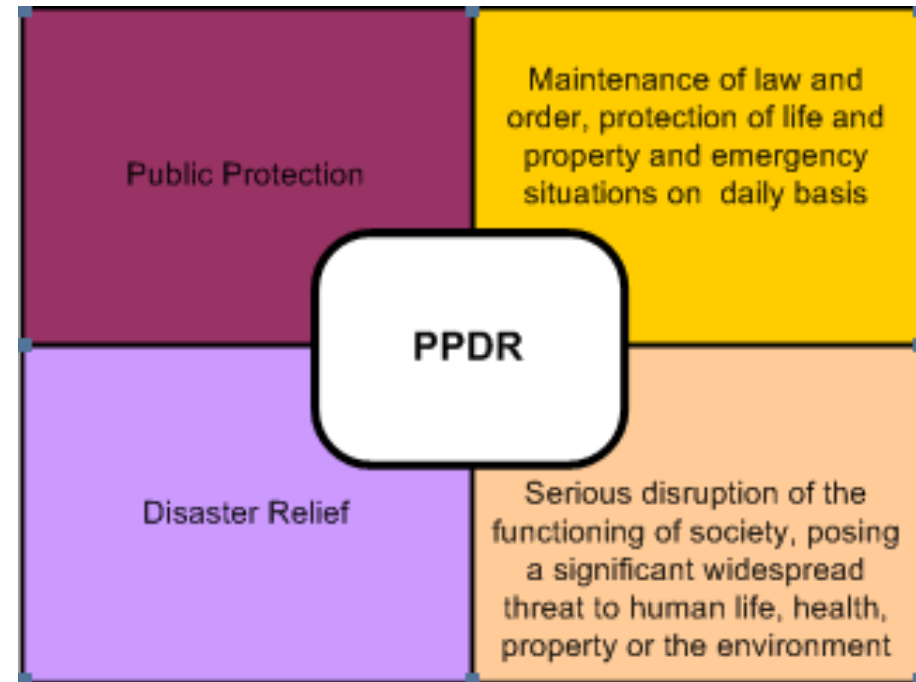 Public Protection
Maintenance of law and
order, protection of life and
property and emergency
situations on daily basis
PPDR
Disaster Relief
Serious disruption of the
functioning of society, posing
a significant widespread
threat to human life, health,
property or the environment